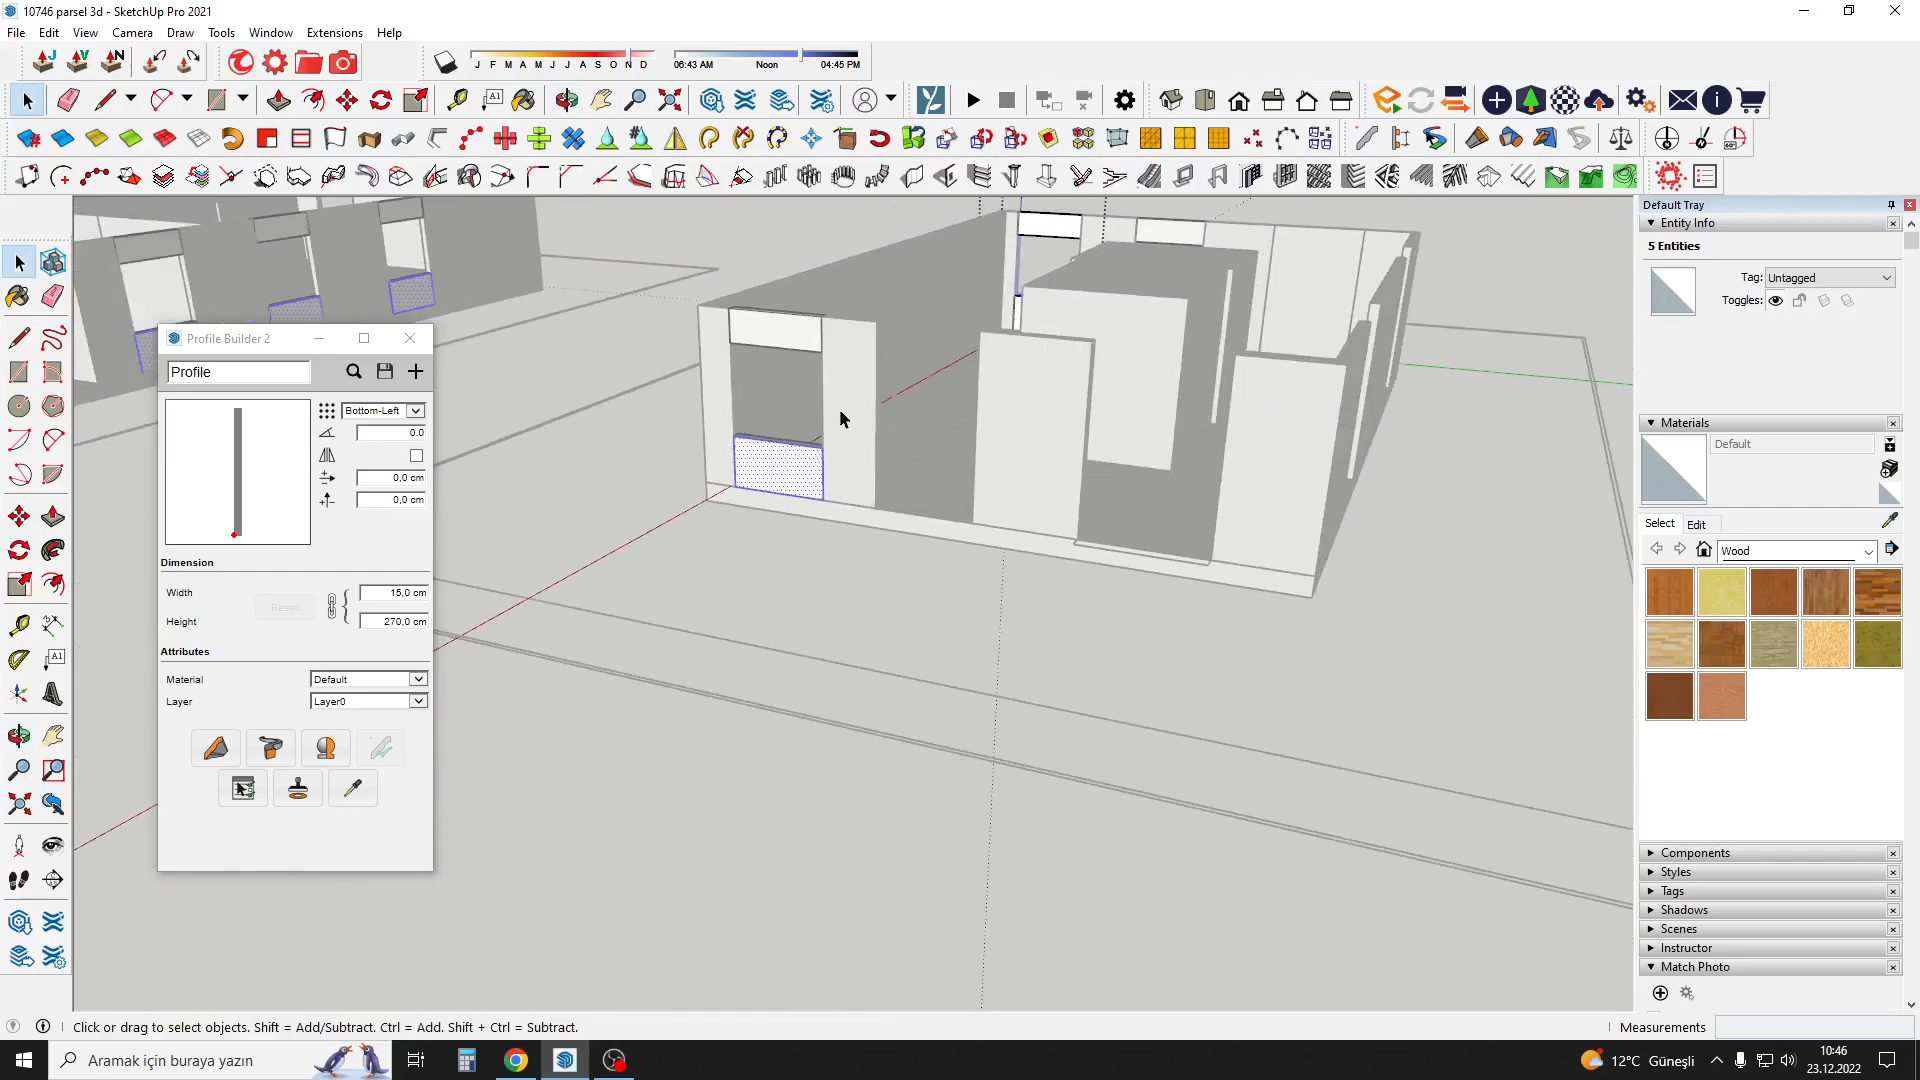 10746 parsel 3d - SketchUp Pro 2021
File Edit View Camera Draw Tools Window Extensions Help
J V N
J F M A M J J A S O N D
06:43 AM Noon 04:45 PM
A1
Default Tray
Entity Info
5 Entities
Tag: Untagged
Toggles:
Profile Builder 2
Profile
Bottom-Left
0.0
0,0 cm
0,0 cm
Dimension
Width 15,0 cm
Reset
Height 270,0 cm
Attributes
Material Default
Layer Layer0
A1
Materials
Default
Select Edit
Wood
Components
Styles
Tags
Shadows
Scenes
Instructor
Match Photo
Click or drag to select objects. Shift = Add/Subtract. Ctrl = Add. Shift + Ctrl = Subtract.
Measurements
Aramak için buraya yazın
12°C Güneşli
10:46
23.12.2022